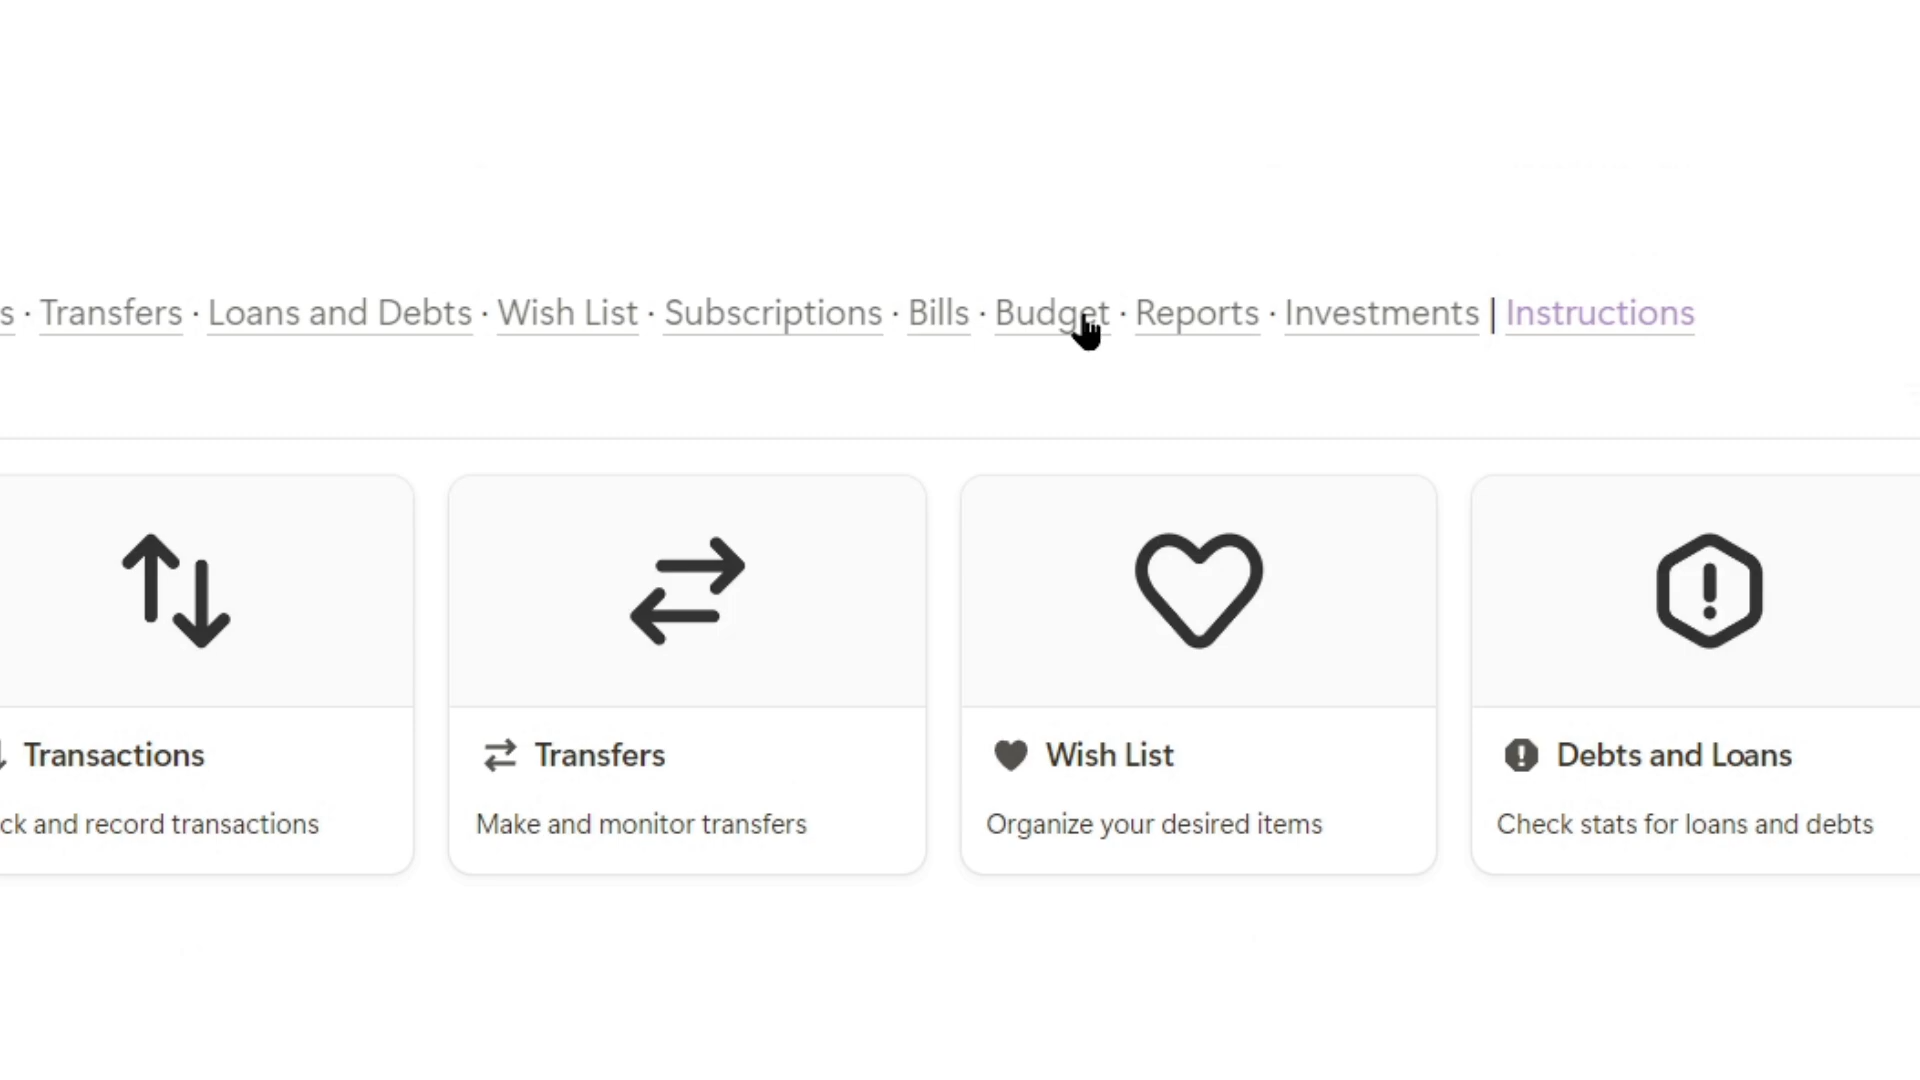 s · Transfers · Loans and Debts · Wish List · Subscriptions · Bills · Budget · Reports · Investments | Instructions
Transactions
ck and record transactions
Transfers
Make and monitor transfers
Wish List
Organize your desired items
Debts and Loans
Check stats for loans and debts